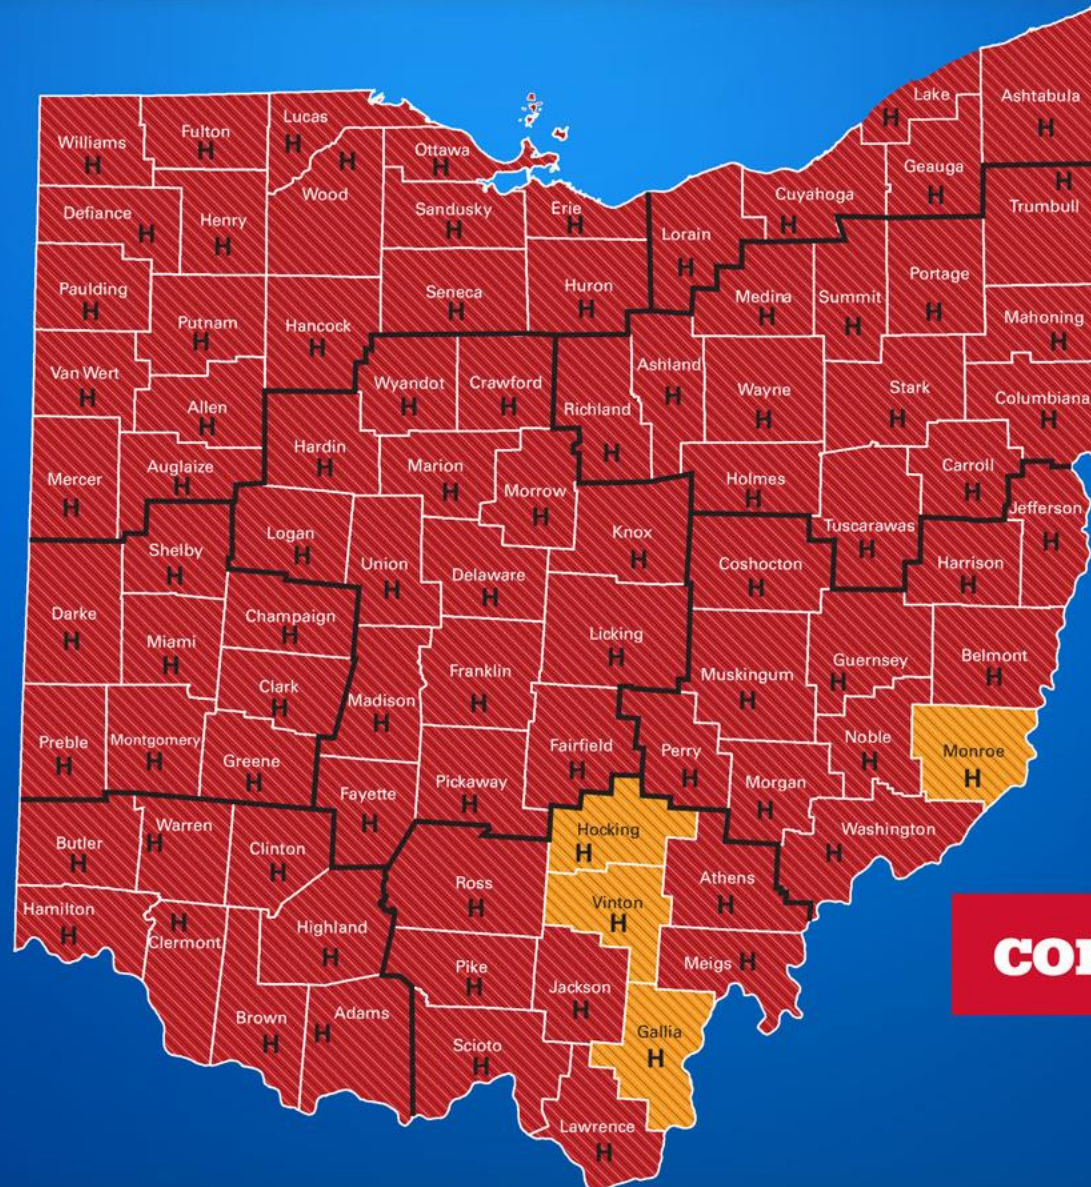 Williams
H
Fulton
H
Lucas
H
Wood
H
Ottawa
H
Lake
H
Ashtabula
H
Geauga
H
Cuyahoga
H
Trumbull
H
Defiance
H
Henry
H
Sandusky
H
Erie
H
Lorain
H
Paulding
H
Putnam
H
Hancock
H
Seneca
H
Huron
H
Medina
H
Summit
H
Portage
H
Mahoning
H
Van Wert
H
Allen
H
Wyandot
H
Crawford
H
Richland
H
Ashland
H
Wayne
H
Stark
H
Columbiana
H
Mercer
H
Auglaize
H
Hardin
H
Marion
H
Morrow
H
Holmes
H
Carroll
H
Tuscarawas
H
Jefferson
H
Shelby
H
Logan
H
Union
H
Delaware
H
Knox
H
Coshocton
H
Harrison
H
Darke
H
Miami
H
Champaign
H
Licking
H
Clark
H
Madison
H
Franklin
H
Muskingum
H
Guernsey
H
Belmont
H
Preble
H
Montgomery
H
Greene
H
Fayette
H
Pickaway
H
Fairfield
H
Perry
H
Morgan
H
Noble
H
Monroe
H
Butler
H
Warren
H
Clinton
H
Hocking
H
Washington
H
Hamilton
H
Clermont
H
Highland
H
Ross
H
Vinton
H
Athens
H
Pike
H
Jackson
H
Meigs H
Brown
H
Adams
H
Scioto
H
Gallia
H
Lawrence
H